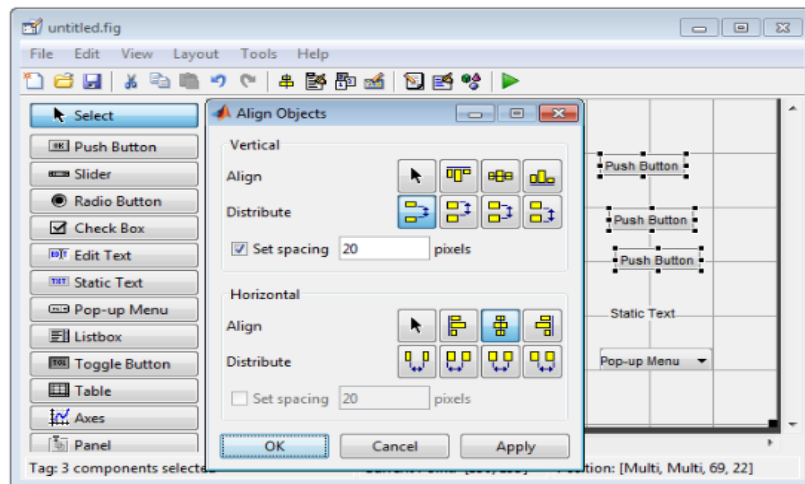 untitled.fig
File Edit View Layout Tools Help
Select
Push Button
Slider
Radio Button
Check Box
Edit Text
Static Text
Pop-up Menu
Listbox
Toggle Button
Table
Axes
Panel
Align Objects
Vertical
Align
Distribute
Set spacing 20 pixels
Horizontal
Align
Distribute
Set spacing 20 pixels
OK Cancel Apply
Push Button
Push Button
Push Button
Static Text
Pop-up Menu
Tag: 3 components selected
Position: [Multi, Multi, 69, 22]